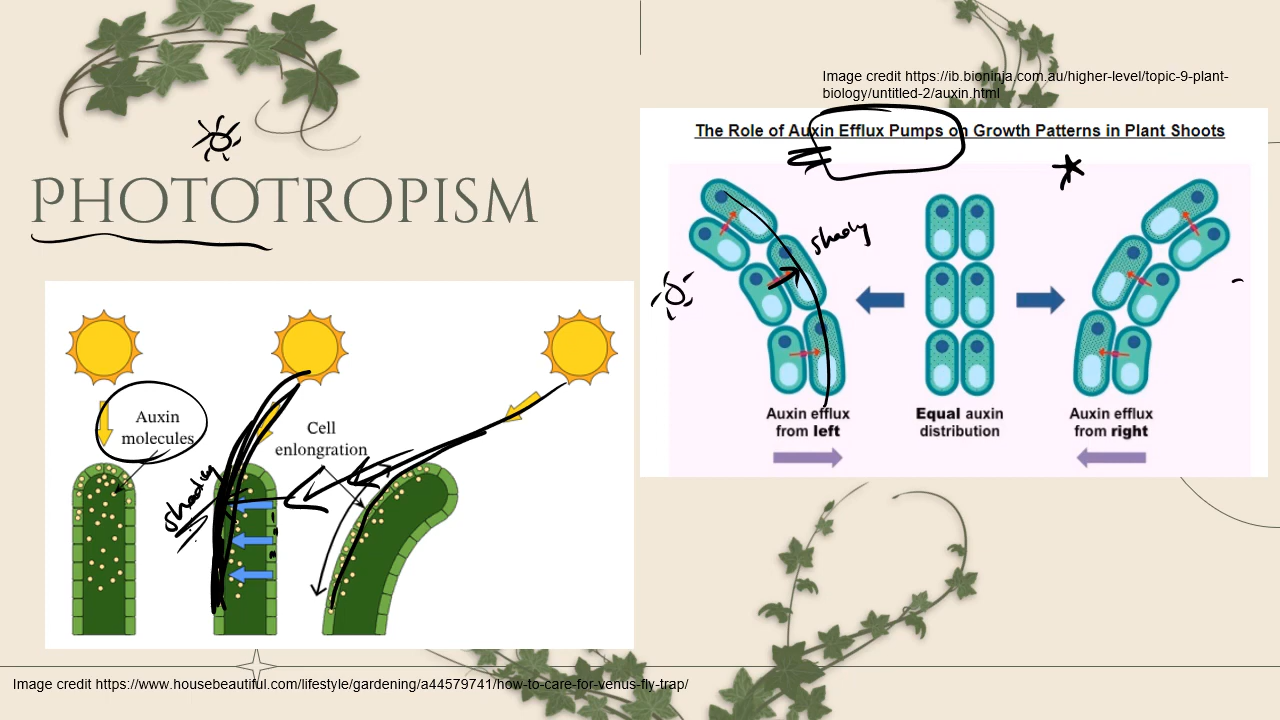 PHOTOTROPISM
Auxin
molecules
Cell
enlongration
shady
Image credit https://www.housebeautiful.com/lifestyle/gardening/a44579741/how-to-care-for-venus-fly-trap/
Image credit https://ib.bioninja.com.au/higher-level/topic-9-plant-
biology/untitled-2/auxin.html
The Role of Auxin Efflux Pumps on Growth Patterns in Plant Shoots
shady
Auxin efflux
from left
Equal auxin
distribution
Auxin efflux
from right